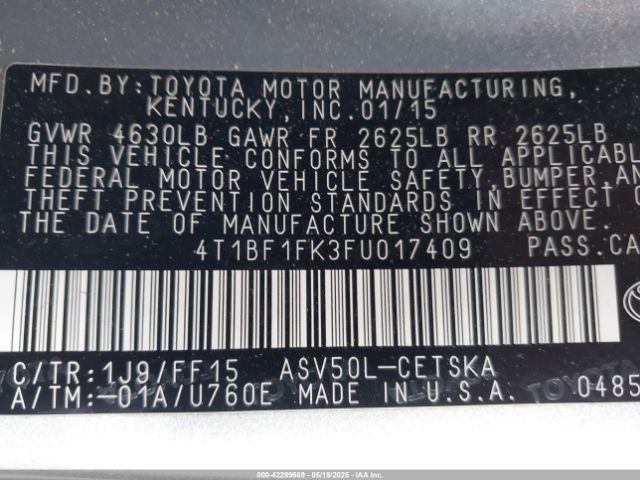 MFD.BY:TOYOTA MOTOR MANUFACTURING,
KENTUCKY,INC.01/15
GVWR 4630LB GAWR FR 2625LB RR 2625LB
THIS VEHICLE CONFORMS TO ALL APPLICABL
FEDERAL MOTOR VEHICLE SAFETY,BUMPER AN
THEFT PREVENTION STANDARDS IN EFFECT ON
THE DATE OF MANUFACTURE SHOWN ABOVE.
4T1BF1FK3FU017409 PASS.CA
C/TR:1J9/FF15 ASV50L-CETSKA
A/TM:-01A/U760E MADE IN U.S.A. 0485
TOYOTA
000-42299689 - 05/19/2025 - IAA Inc.